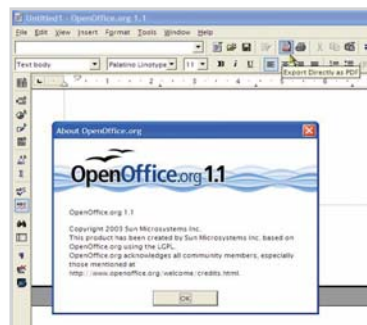 Untitled1 - OpenOffice.org 1.1
File Edit View Insert Format Tools Window Help
Text body Palatino Linotype 11 B i U
Export Directly as PDF
About OpenOffice.org
OpenOffice.org 1.1
OpenOffice.org 1.1
Copyright 2003 Sun Microsystems Inc.
This product has been created by Sun Microsystems Inc. based on
OpenOffice.org using the LGPL.
OpenOffice.org acknowledges all community members, especially
those mentioned at
http://www.openoffice.org/welcome/credits.html.
OK